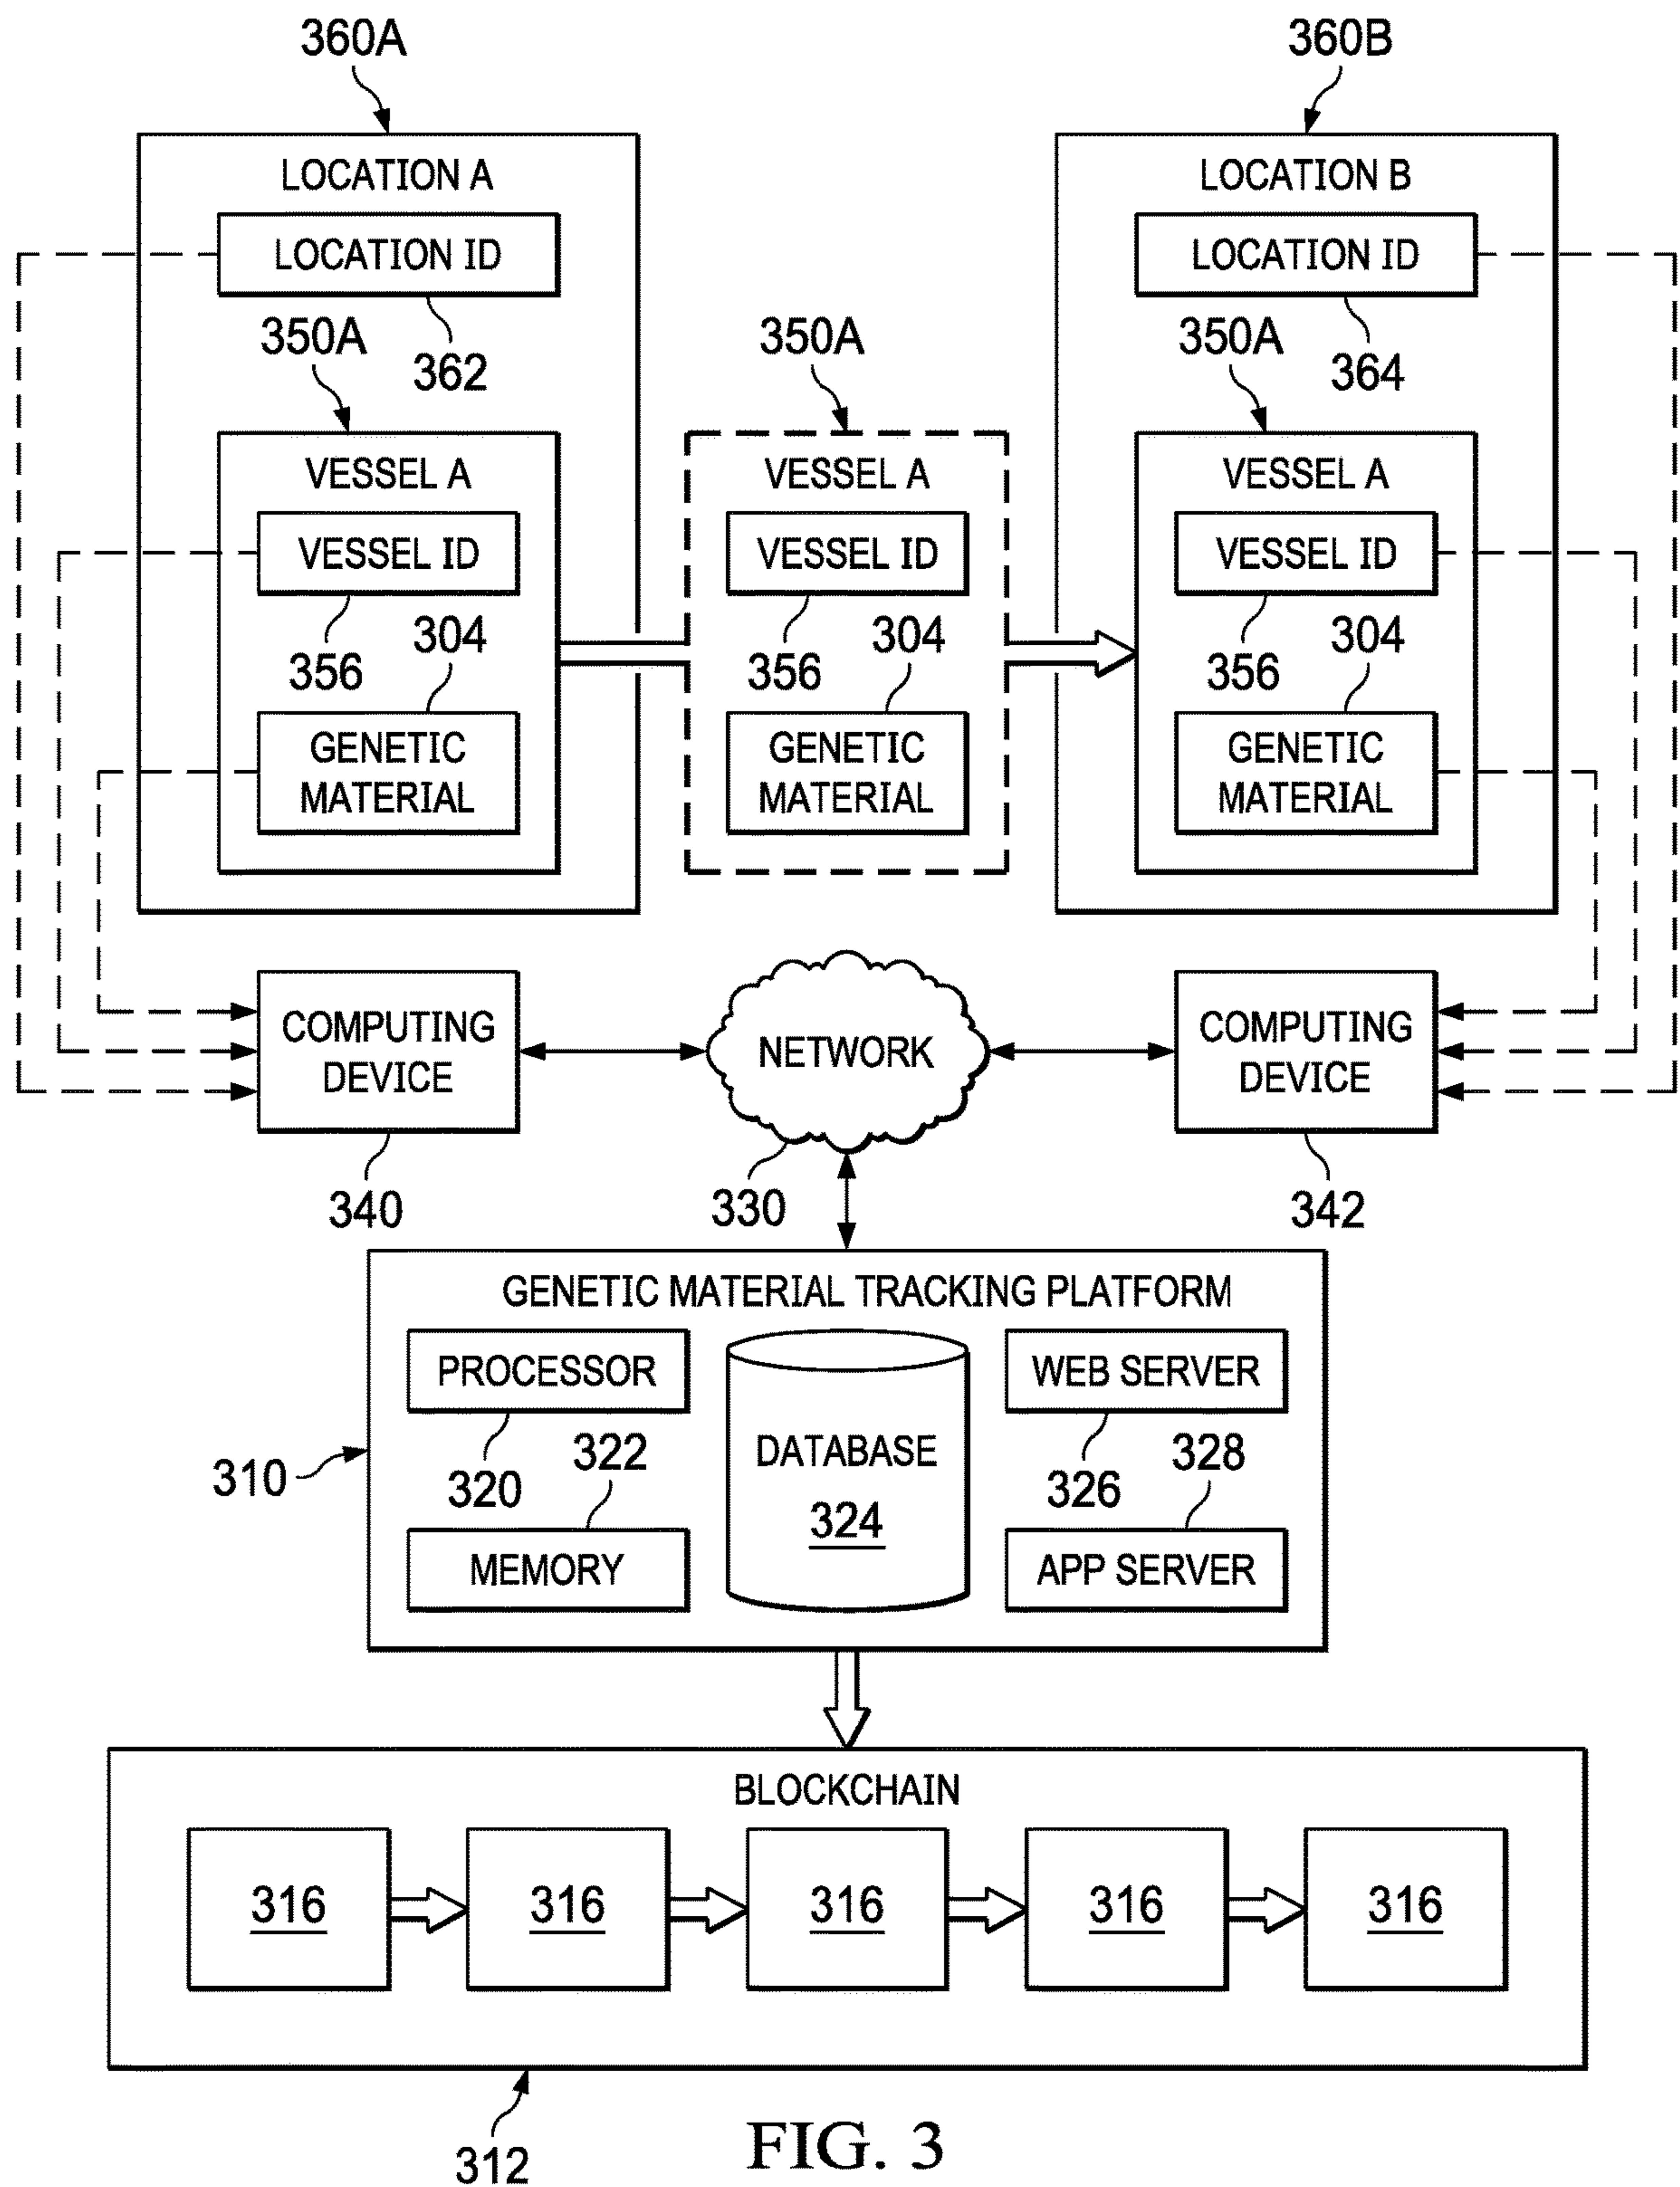 360A
360B
LOCATION A
LOCATION B
LOCATION ID
LOCATION ID
350A
362
350A
350A
364
VESSEL A
VESSEL A
VESSEL A
VESSEL ID
VESSEL ID
VESSEL ID
356
304
356
304
356
304
GENETIC
MATERIAL
GENETIC
MATERIAL
GENETIC
MATERIAL
COMPUTING
DEVICE
NETWORK
COMPUTING
DEVICE
340
330
342
GENETIC MATERIAL TRACKING PLATFORM
PROCESSOR
WEB SERVER
310
320
322
DATABASE
324
326
328
MEMORY
APP SERVER
BLOCKCHAIN
316
316
316
316
316
312
FIG. 3